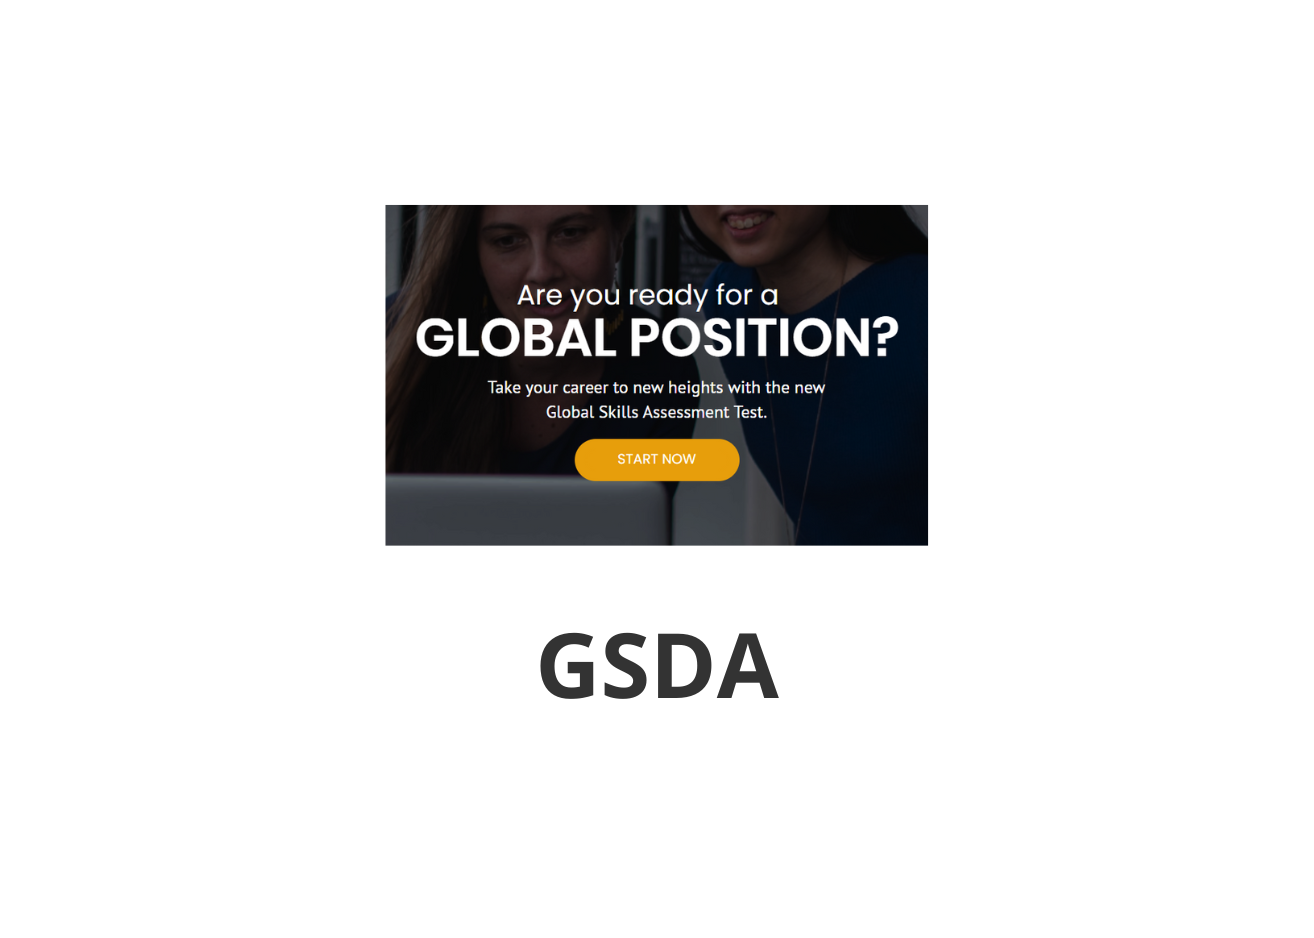 Are you ready for a
GLOBAL POSITION?
Take your career to new heights with the new
Global Skills Assessment Test.
START NOW
GSDA